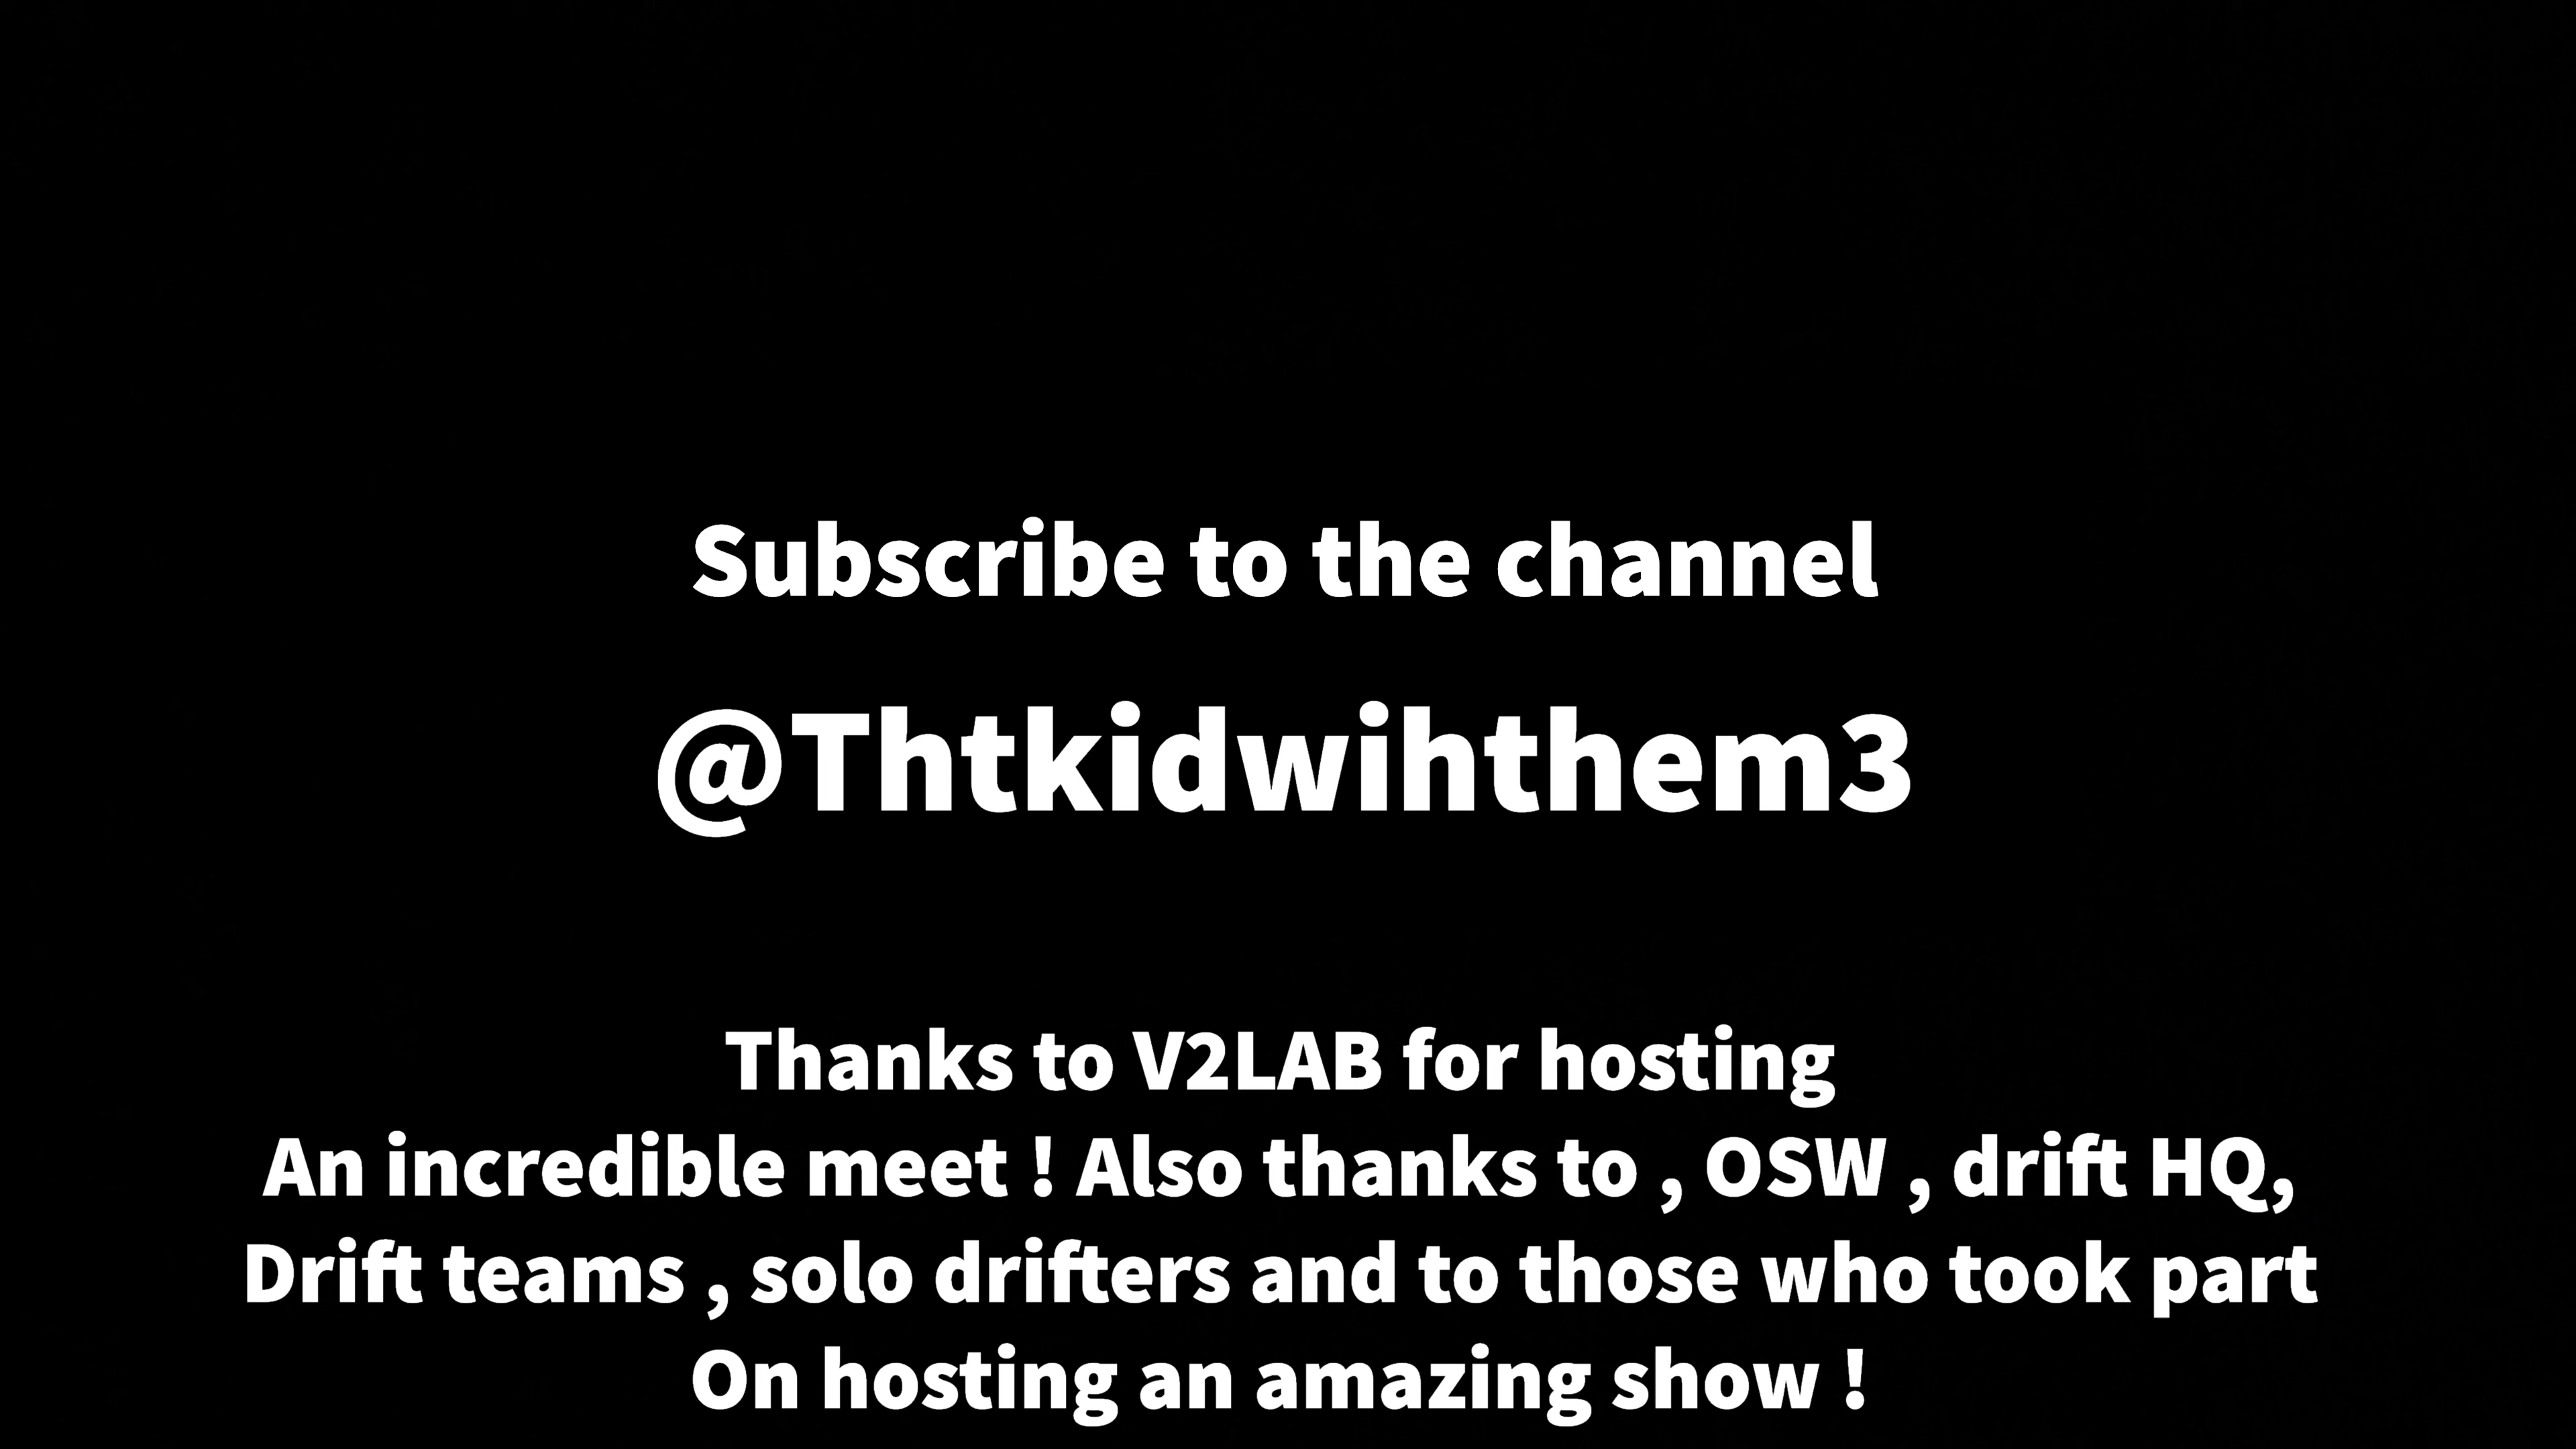 Subscribe to the channel
@Thtkidwihthem3
Thanks to V2LAB for hosting
An incredible meet ! Also thanks to , OSW , drift HQ,
Drift teams , solo drifters and to those who took part
On hosting an amazing show !